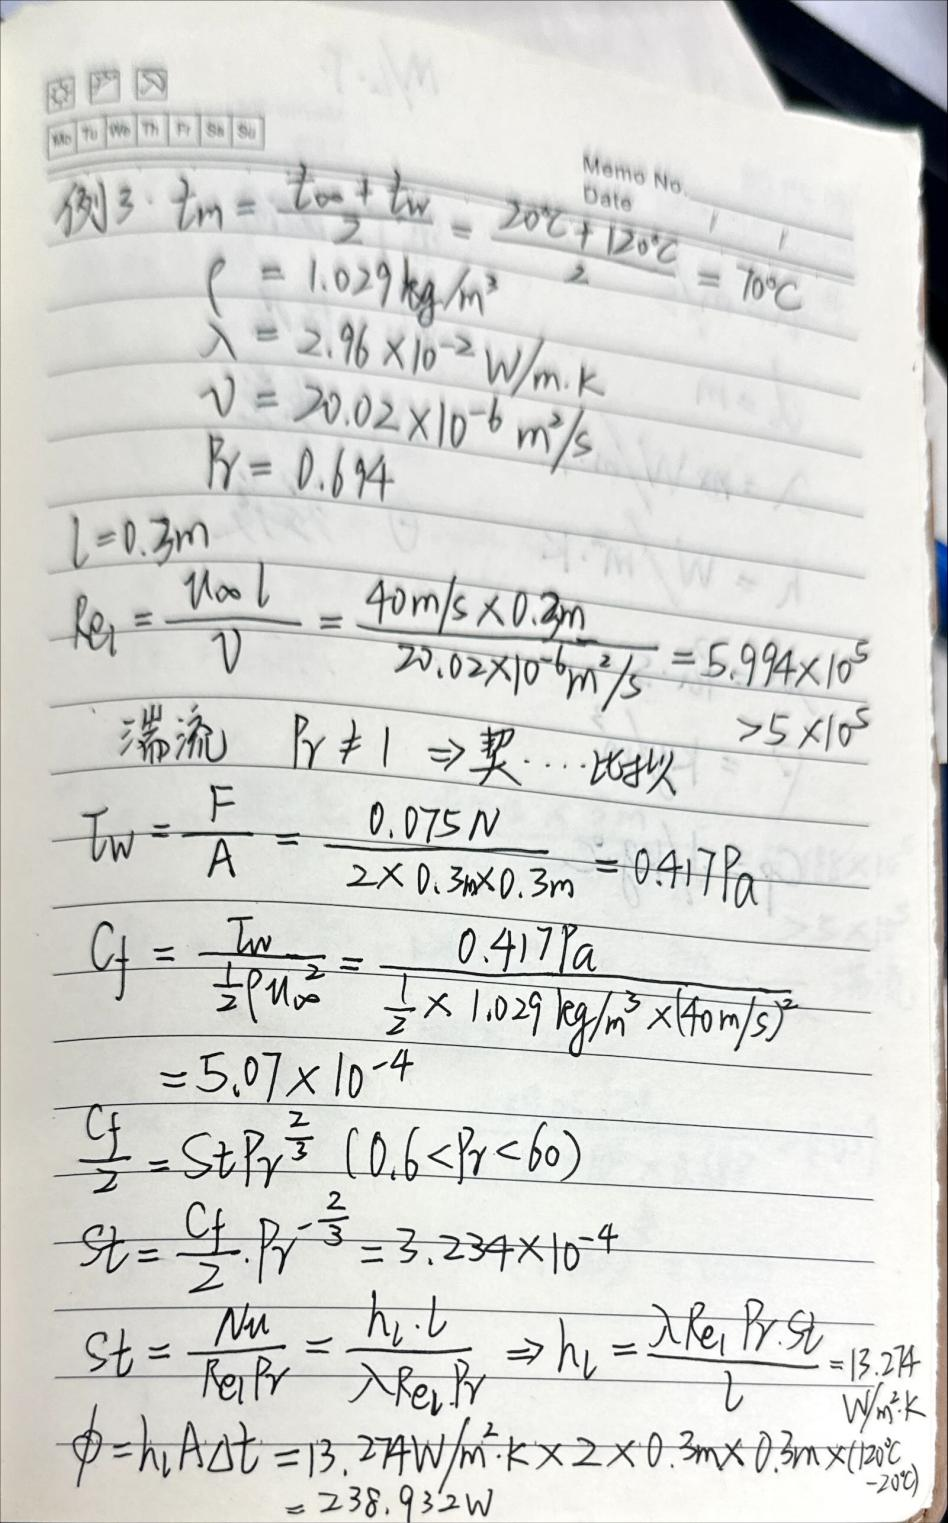 Mo Tu We Th Fr Sa Su
Memo No.
Date / /
例3. tm = (t∞ + tw)/2 = (20℃ + 120℃)/2 = 70℃
ρ = 1.029 kg/m³
λ = 2.96 × 10⁻² W/m·K
ν = 20.02 × 10⁻⁶ m²/s
Pr = 0.694
l = 0.3m
Reₗ = u∞ l / ν = (40m/s × 0.3m)/(20.02×10⁻⁶ m²/s) = 5.994×10⁵
> 5 × 10⁵
湍流 Pr ≠ 1 ⇒ 契....比拟
τw = F/A = 0.075N/(2 × 0.3m × 0.3m) = 0.417Pa
Cf = τw/(½ρu∞²) = 0.417Pa/(½ × 1.029 kg/m³ × (40m/s)²)
= 5.07 × 10⁻⁴
Cf/2 = St Pr^(2/3) (0.6 < Pr < 60)
St = Cf/2 · Pr^(-2/3) = 3.234 × 10⁻⁴
St = Nu/(Reₗ Pr) = hₗ·l/(λ Reₗ·Pr) ⇒ hₗ = λ Reₗ Pr·St / l = 13.274
W/m²·K
φ = hₗ A Δt = 13.274W/m²·K × 2 × 0.3m × 0.3m × (120℃
-20℃)
= 238.932W